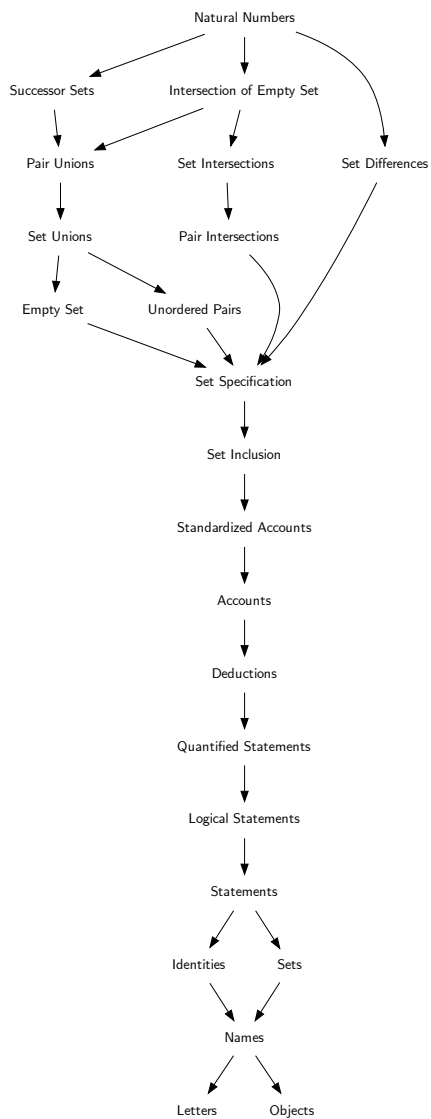 Natural Numbers
Successor Sets
Intersection of Empty Set
Pair Unions
Set Intersections
Set Differences
Set Unions
Pair Intersections
Empty Set
Unordered Pairs
Set Specification
Set Inclusion
Standardized Accounts
Accounts
Deductions
Quantified Statements
Logical Statements
Statements
Identities
Sets
Names
Letters
Objects